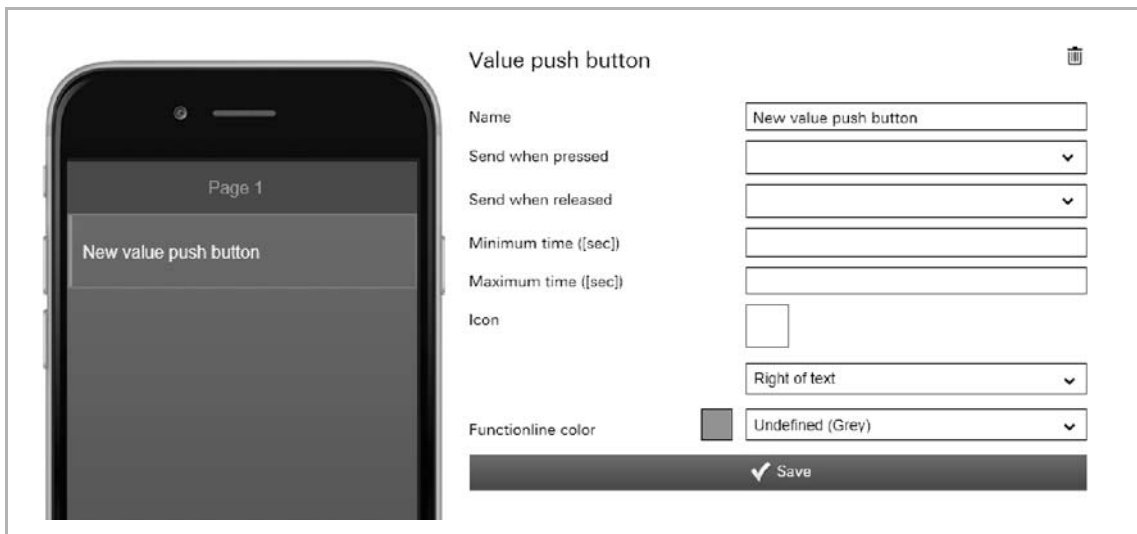 Page 1
New value push button
Value push button
Name
New value push button
Send when pressed
Send when released
Minimum time ([sec])
Maximum time ([sec])
Icon
Right of text
Functionline color
Undefined (Grey)
Save